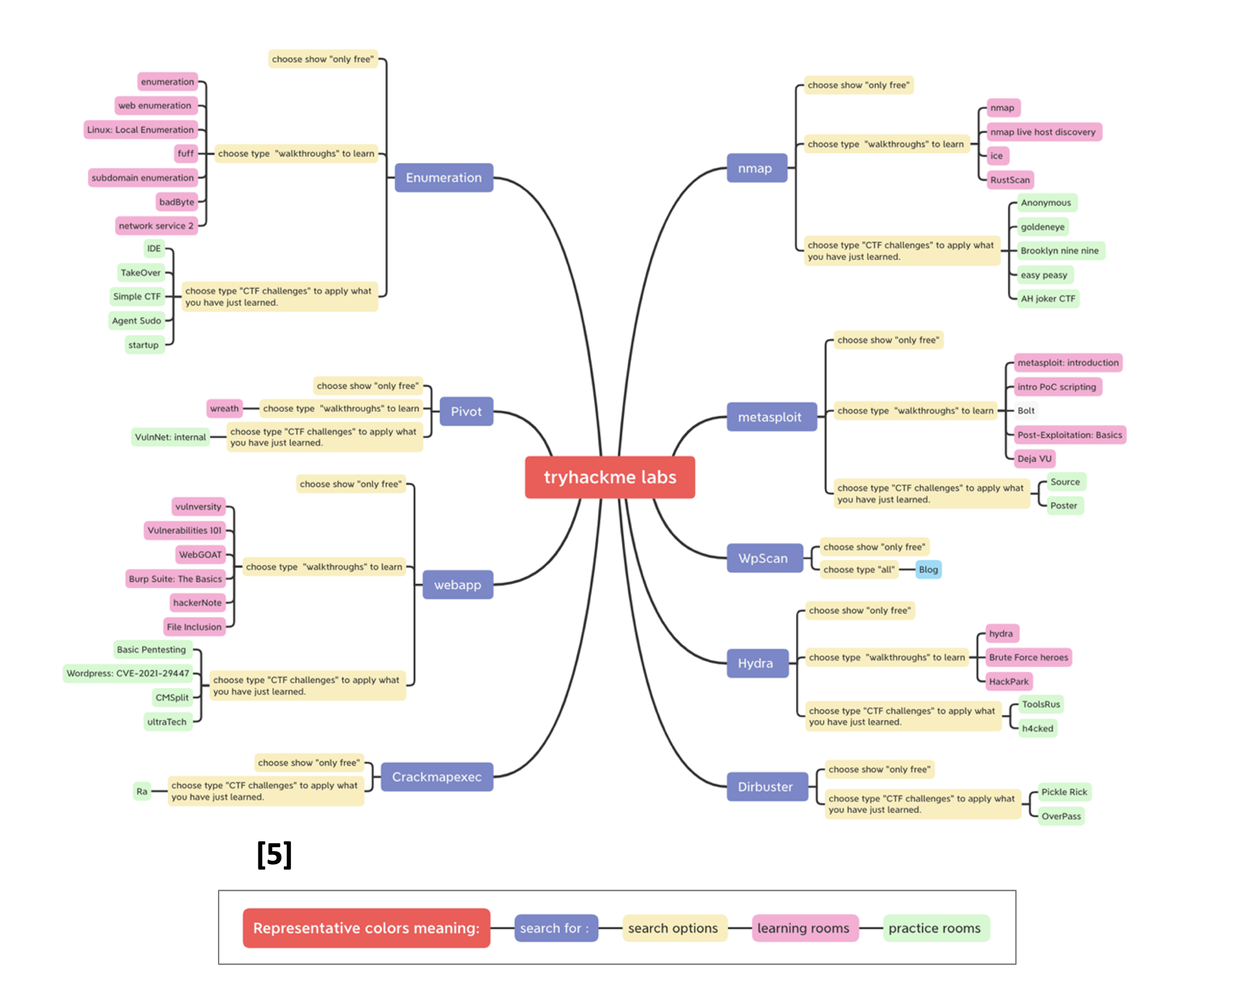 choose show "only free"
enumeration
web enumeration
Linux: Local Enumeration
fuff
subdomain enumeration
badByte
network service 2
choose type "walkthroughs" to learn
Enumeration
IDE
TakeOver
Simple CTF
Agent Sudo
startup
choose type "CTF challenges" to apply what
you have just learned.
choose show "only free"
wreath
choose type "walkthroughs" to learn
Pivot
VulnNet: internal
choose type "CTF challenges" to apply what
you have just learned.
choose show "only free"
vulnversity
Vulnerabilities 101
WebGOAT
Burp Suite: The Basics
hackerNote
File Inclusion
choose type "walkthroughs" to learn
webapp
Basic Pentesting
Wordpress: CVE-2021-29447
CMSplit
ultraTech
choose type "CTF challenges" to apply what
you have just learned.
choose show "only free"
Crackmapexec
Ra
choose type "CTF challenges" to apply what
you have just learned.
tryhackme labs
nmap
choose show "only free"
choose type "walkthroughs" to learn
nmap
nmap live host discovery
ice
RustScan
choose type "CTF challenges" to apply what
you have just learned.
Anonymous
goldeneye
Brooklyn nine nine
easy peasy
AH joker CTF
metasploit
choose show "only free"
choose type "walkthroughs" to learn
metasploit: introduction
intro PoC scripting
Bolt
Post-Exploitation: Basics
Deja VU
choose type "CTF challenges" to apply what
you have just learned.
Source
Poster
WpScan
choose show "only free"
choose type "all"
Blog
Hydra
choose show "only free"
choose type "walkthroughs" to learn
hydra
Brute Force heroes
HackPark
choose type "CTF challenges" to apply what
you have just learned.
ToolsRus
h4cked
Dirbuster
choose show "only free"
choose type "CTF challenges" to apply what
you have just learned.
Pickle Rick
OverPass
[5]
Representative colors meaning:
search for :
search options
learning rooms
practice rooms